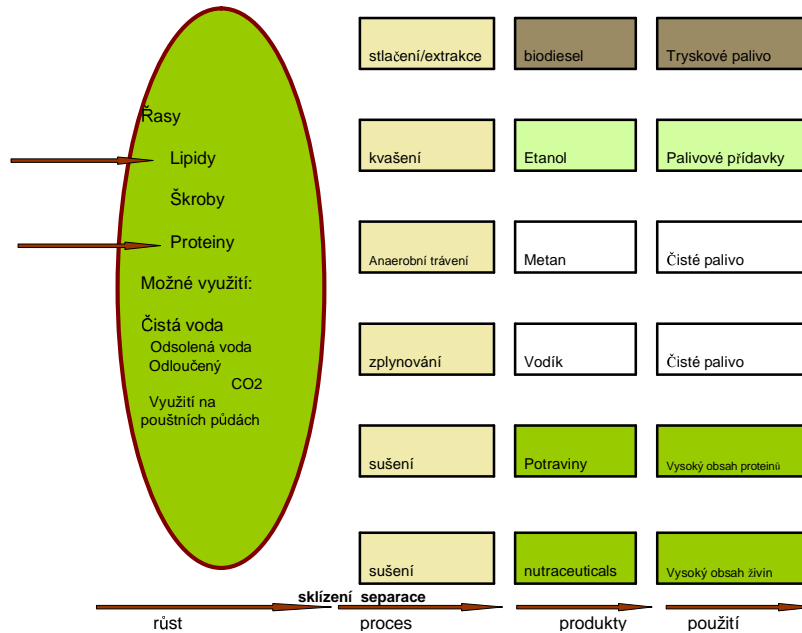 Řasy
Lipidy
Škroby
Proteiny
Možné využití:
Čistá voda
Odsolená voda
Odloučený
CO2
Využití na
pouštních půdách
stlačení/extrakce
biodiesel
Tryskové palivo
kvašení
Etanol
Palivové přídavky
Anaerobní trávení
Metan
Čisté palivo
zplynování
Vodík
Čisté palivo
sušení
Potraviny
Vysoký obsah proteinů
sušení
nutraceuticals
Vysoký obsah živin
sklízení separace
růst
proces
produkty
použití